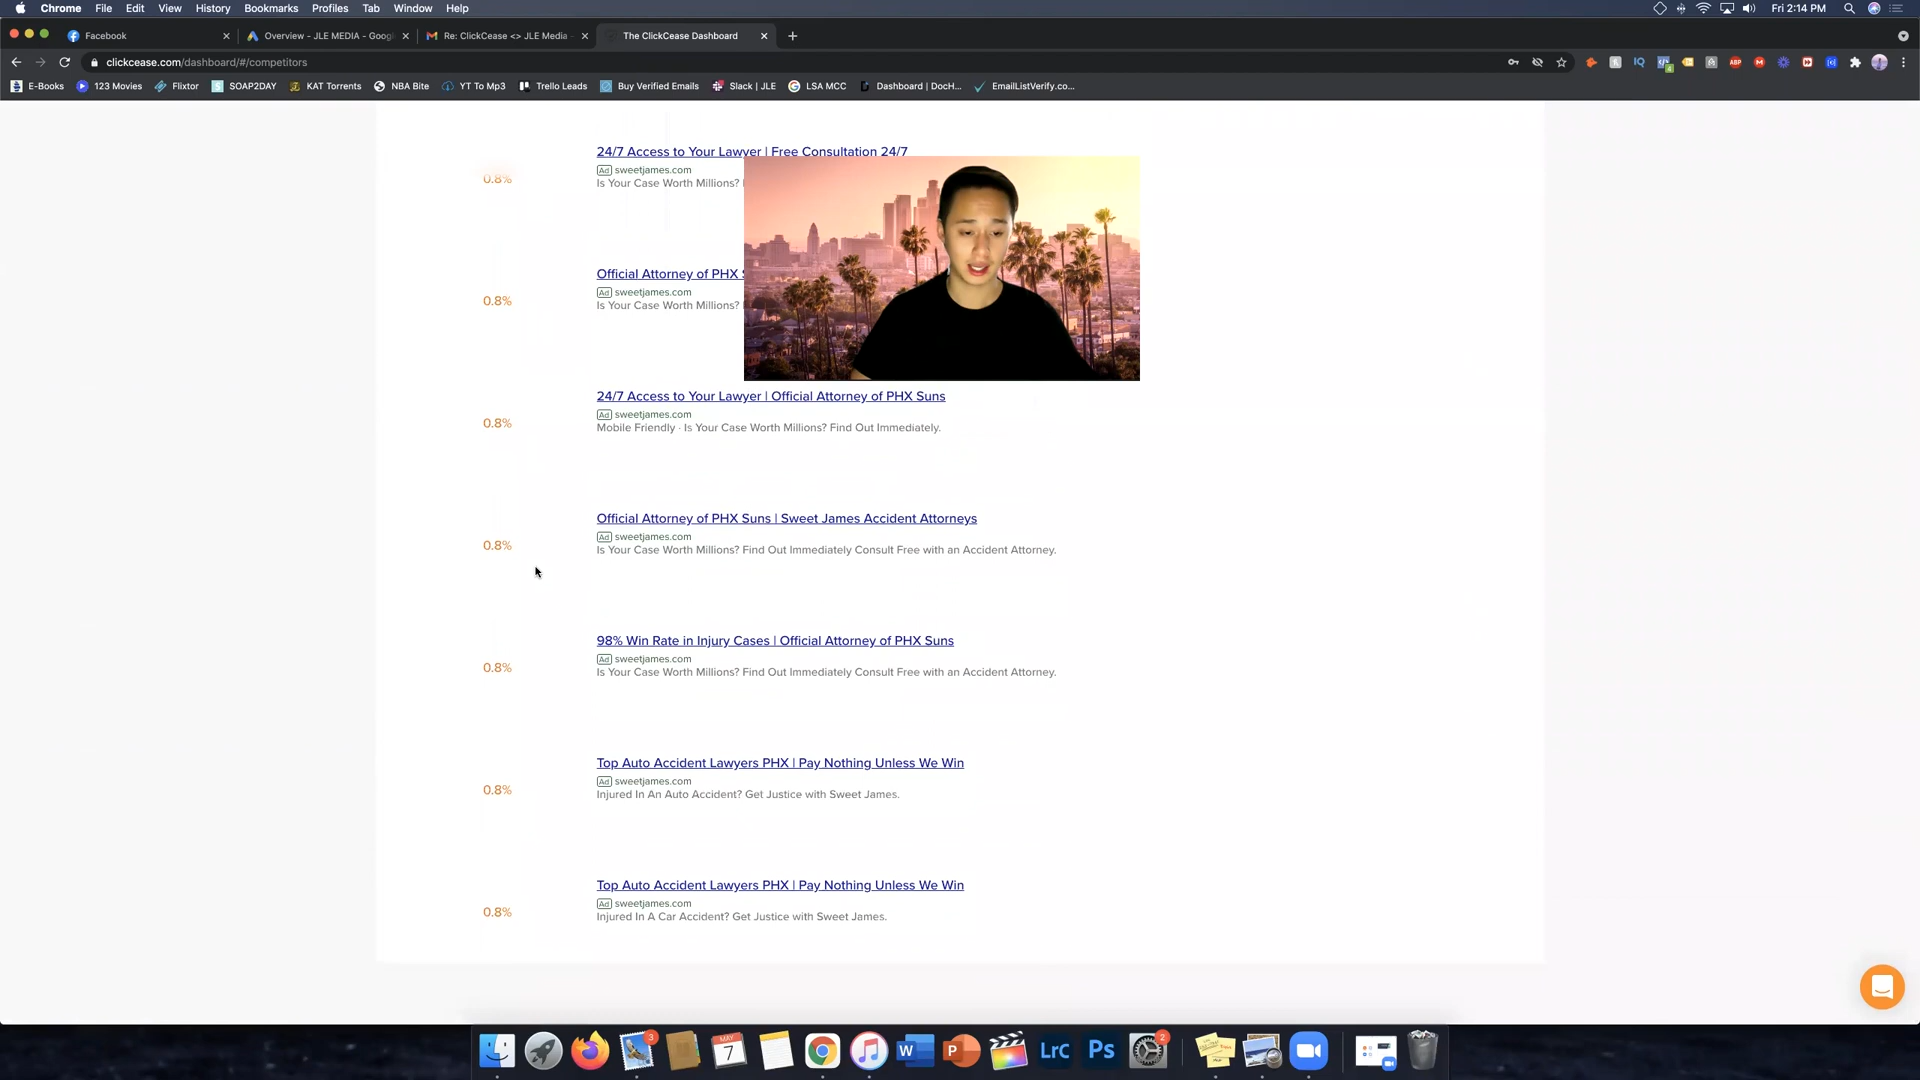 Chrome File Edit View History Bookmarks Profiles Tab Window Help Fri 2:14 PM
Facebook Overview - JLE MEDIA - Goog Re: ClickCease <> JLE Media - The ClickCease Dashboard
clickcease.com/dashboard/#/competitors
E-Books 123 Movies Flixtor SOAP2DAY KAT Torrents NBA Bite YT To Mp3 Trello Leads Buy Verified Emails Slack | JLE LSA MCC Dashboard | DocH... EmailListVerify.co...
24/7 Access to Your Lawyer | Free Consultation 24/7
Ad sweetjames.com
0.8% Is Your Case Worth Millions?
Official Attorney of PHX
Ad sweetjames.com
0.8% Is Your Case Worth Millions?
24/7 Access to Your Lawyer | Official Attorney of PHX Suns
Ad sweetjames.com
0.8% Mobile Friendly · Is Your Case Worth Millions? Find Out Immediately.
Official Attorney of PHX Suns | Sweet James Accident Attorneys
Ad sweetjames.com
0.8% Is Your Case Worth Millions? Find Out Immediately Consult Free with an Accident Attorney.
98% Win Rate in Injury Cases | Official Attorney of PHX Suns
Ad sweetjames.com
0.8% Is Your Case Worth Millions? Find Out Immediately Consult Free with an Accident Attorney.
Top Auto Accident Lawyers PHX | Pay Nothing Unless We Win
Ad sweetjames.com
0.8% Injured In An Auto Accident? Get Justice with Sweet James.
Top Auto Accident Lawyers PHX | Pay Nothing Unless We Win
Ad sweetjames.com
0.8% Injured In A Car Accident? Get Justice with Sweet James.
3 MAY 7 W P LrC Ps 2